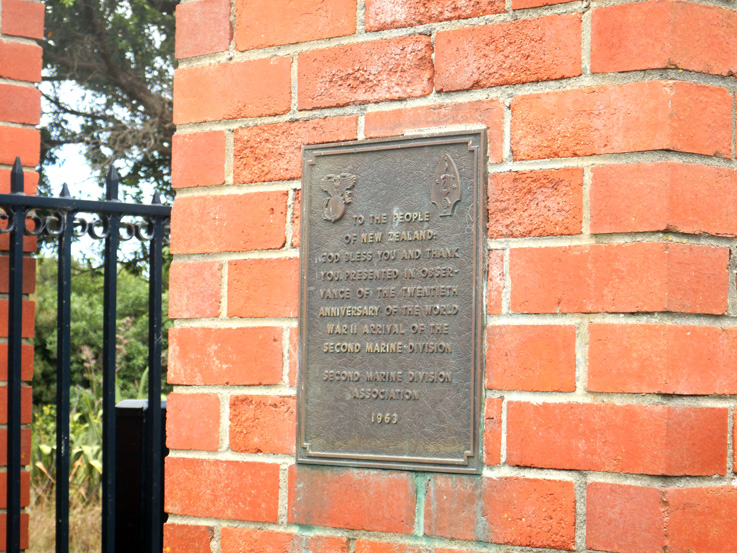 TO THE PEOPLE
OF NEW ZEALAND:
"GOD BLESS YOU AND THANK
YOU. PRESENTED IN OBSER-
VANCE OF THE TWENTIETH
ANNIVERSARY OF THE WORLD
WAR II ARRIVAL OF THE
SECOND MARINE DIVISION
SECOND MARINE DIVISION
ASSOCIATION
1963